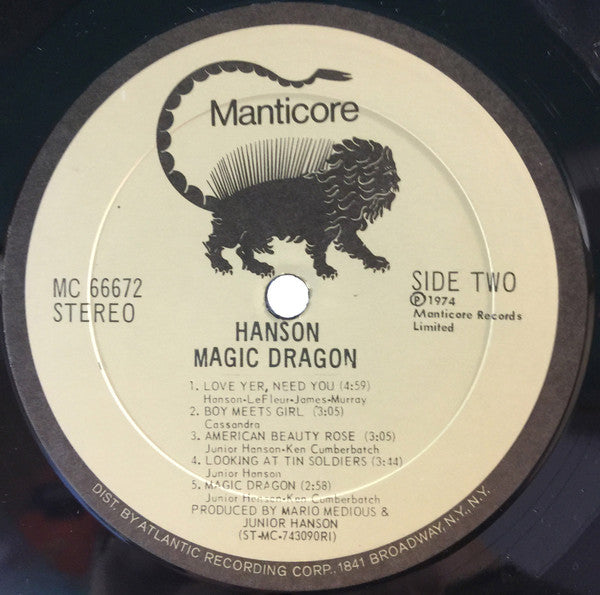 Manticore
MC 66672
STEREO
SIDE TWO
Ⓟ1974
Manticore Records
Limited
HANSON
MAGIC DRAGON
1. LOVE YER, NEED YOU (4:59)
Hanson-LeFleur-James-Murray
2. BOY MEETS GIRL (3:05)
Cassandra
3. AMERICAN BEAUTY ROSE (3:05)
Junior Hanson-Ken Cumberbatch
4. LOOKING AT TIN SOLDIERS (3:44)
Junior Hanson
5. MAGIC DRAGON (2:58)
Junior Hanson-Ken Cumberbatch
PRODUCED BY MARIO MEDIOUS &
JUNIOR HANSON
(ST-MC-743090RI)
DIST. BY ATLANTIC RECORDING CORP., 1841 BROADWAY, N.Y., N.Y.